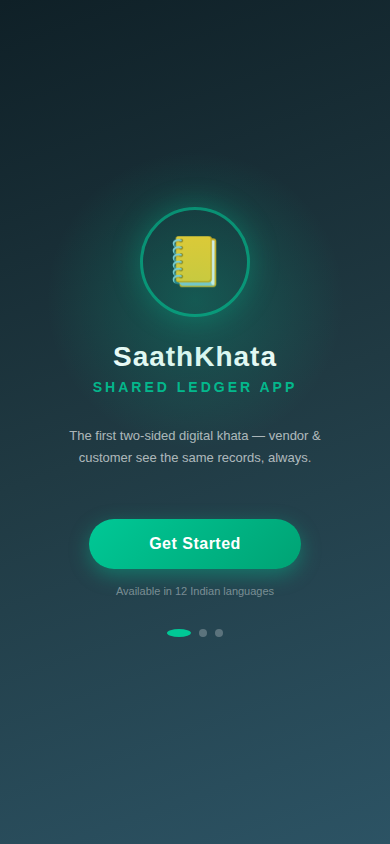 SaathKhata
SHARED LEDGER APP
The first two-sided digital khata — vendor &
customer see the same records, always.
Get Started
Available in 12 Indian languages